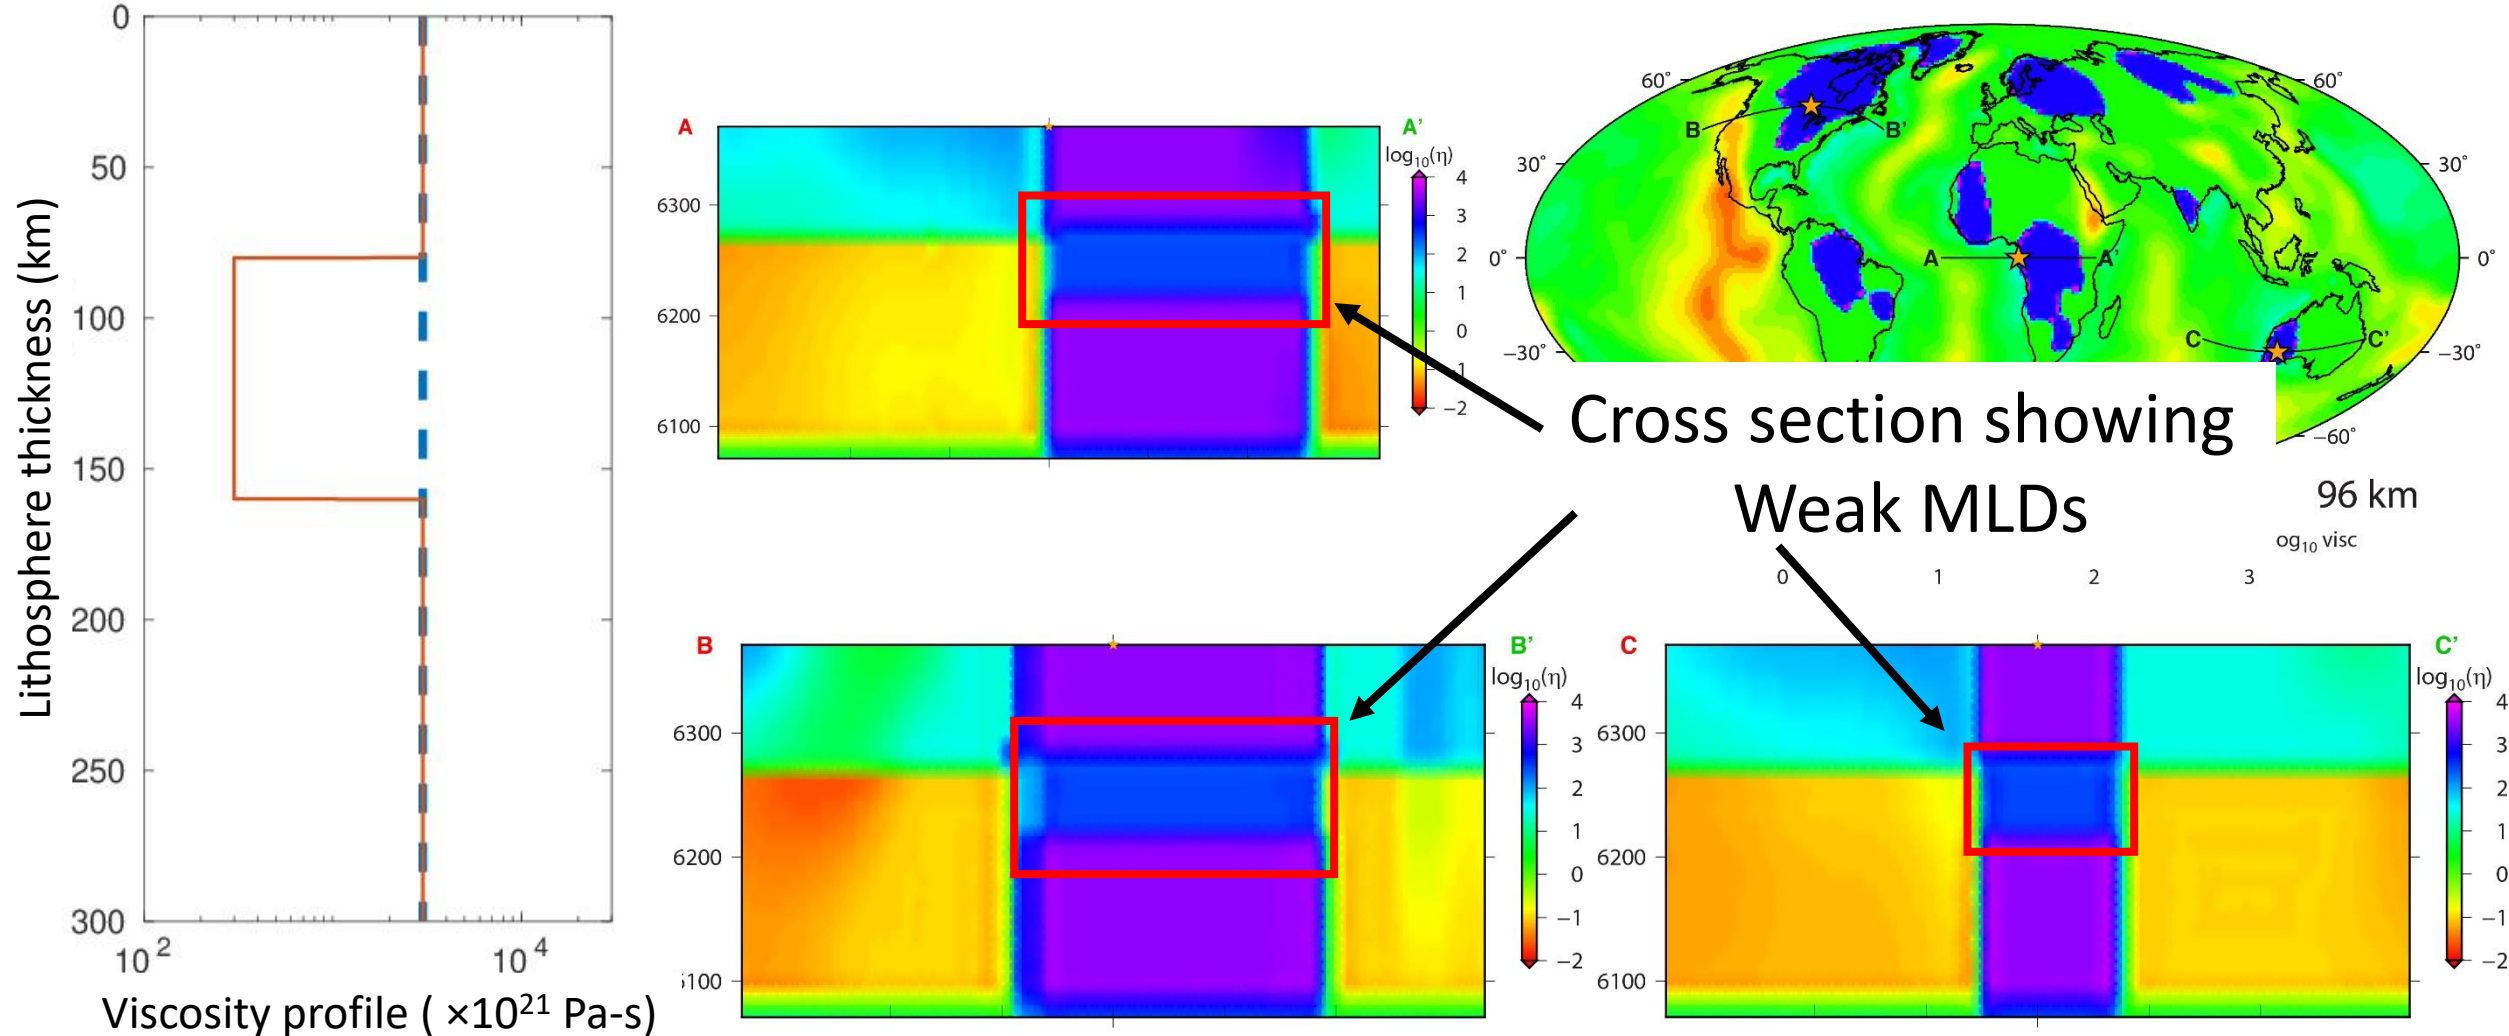 0
50
100
150
200
250
300
10²
10⁴
Lithosphere thickness (km)
Viscosity profile ( ×10²¹ Pa-s)
A
A’
log₁₀(η)
6300
6200
6100
4
3
2
1
0
−1
−2
60˚
60˚
30˚
30˚
0˚
0˚
−30˚
−30˚
−60˚
B
B’
A
A’
C
C’
Cross section showing
Weak MLDs
96 km
og₁₀ visc
0
1
2
3
B
B’
log₁₀(η)
6300
6200
100
4
3
2
1
0
−1
−2
C
C’
log₁₀(η)
6300
6200
6100
4
3
2
1
0
−1
−2